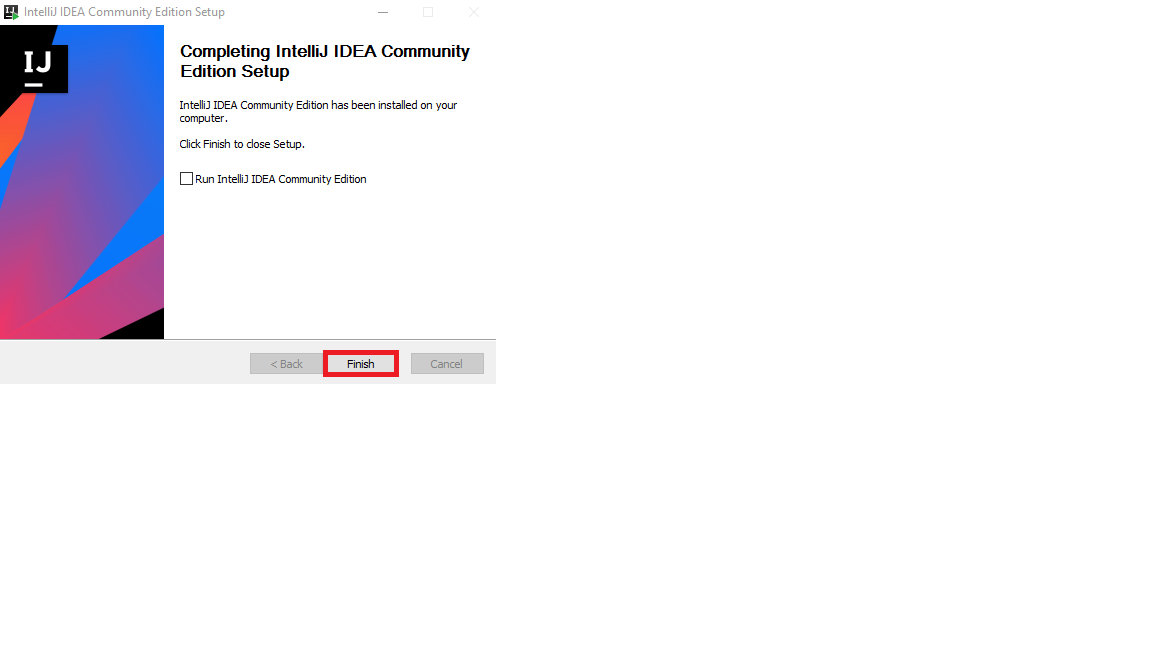 IntelliJ IDEA Community Edition Setup
IJ
Completing IntelliJ IDEA Community
Edition Setup
IntelliJ IDEA Community Edition has been installed on your
computer.
Click Finish to close Setup.
Run IntelliJ IDEA Community Edition
< Back
Finish
Cancel